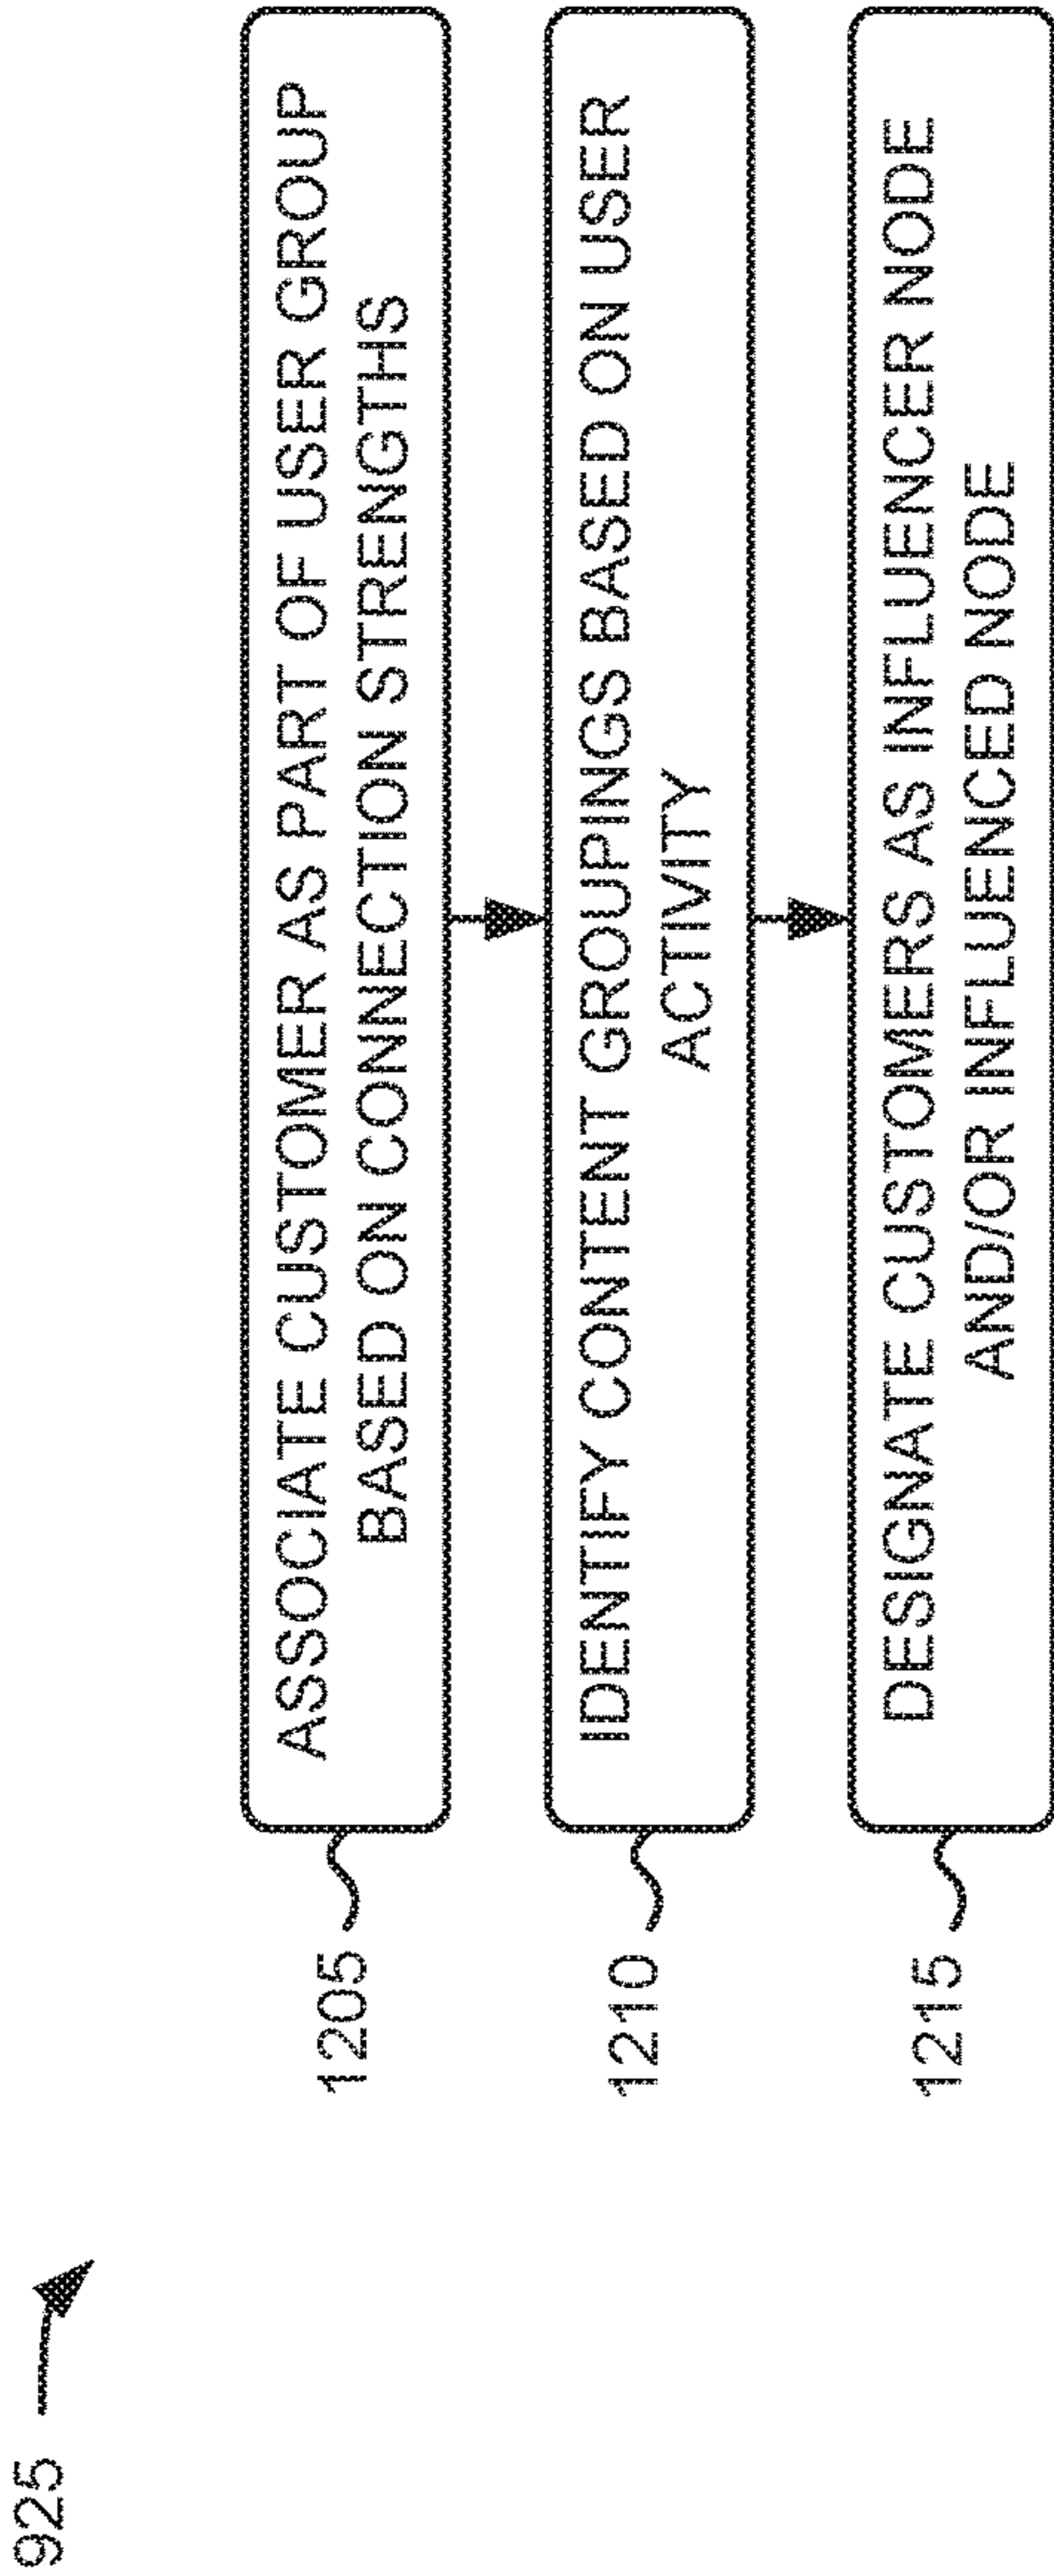 925
1205
ASSOCIATE CUSTOMER AS PART OF USER GROUP
BASED ON CONNECTION STRENGTHS
1210
IDENTIFY CONTENT GROUPINGS BASED ON USER
ACTIVITY
1215
DESIGNATE CUSTOMERS AS INFLUENCER NODE
AND/OR INFLUENCED NODE